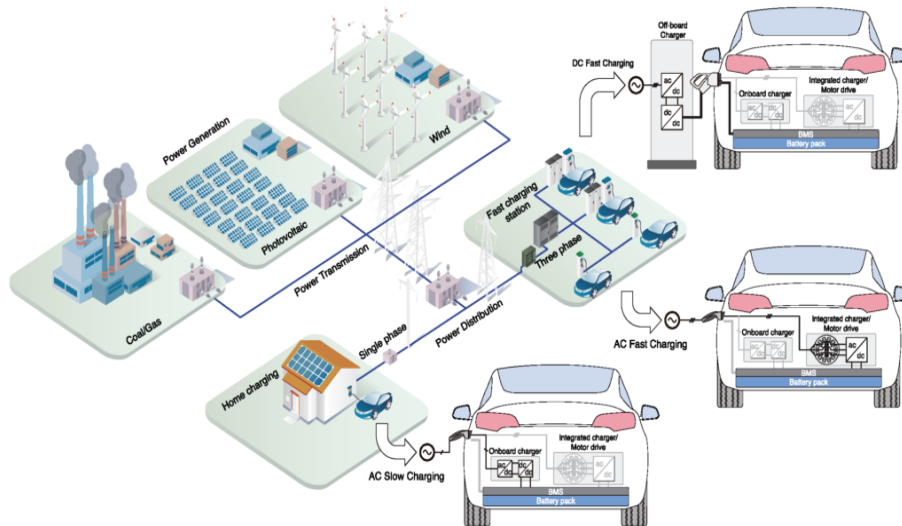 Off-board
Charger
DC Fast Charging
ac
dc
dc
dc
Onboard charger
ac
dc
dc
dc
Integrated charger/
Motor drive
ac
dc
BMS
Battery pack
Wind
Power Generation
Photovoltaic
Coal/Gas
Power Transmission
Fast charging
station
Three phase
Power Distribution
Single phase
Home charging
AC Fast Charging
Onboard charger
ac
dc
dc
dc
Integrated charger/
Motor drive
ac
dc
BMS
Battery pack
AC Slow Charging
Onboard charger
ac
dc
dc
dc
Integrated charger/
Motor drive
ac
dc
BMS
Battery pack